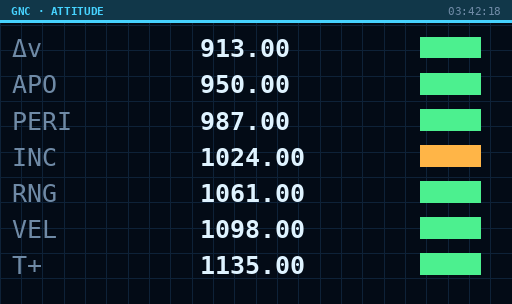 GNC · ATTITUDE 03:42:18
Δv 913.00
APO 950.00
PERI 987.00
INC 1024.00
RNG 1061.00
VEL 1098.00
T+ 1135.00